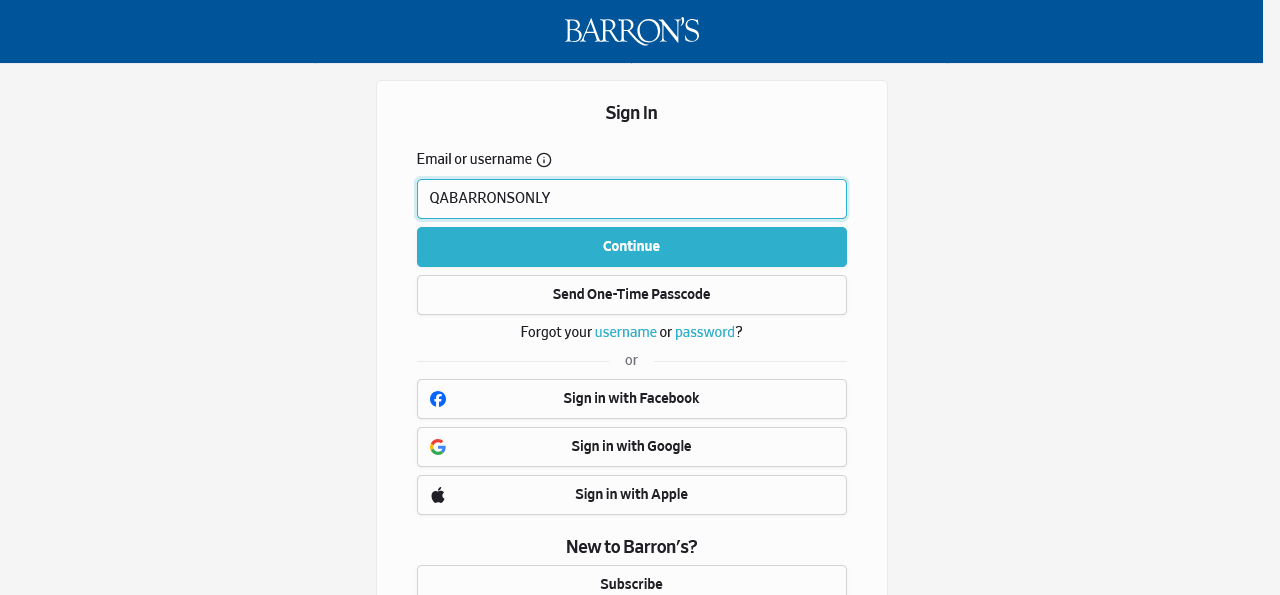 BARRON'S
Sign In
Email or username
QABARRONSONLY
Continue
Send One-Time Passcode
Forgot your username or password?
or
Sign in with Facebook
Sign in with Google
Sign in with Apple
New to Barron's?
Subscribe